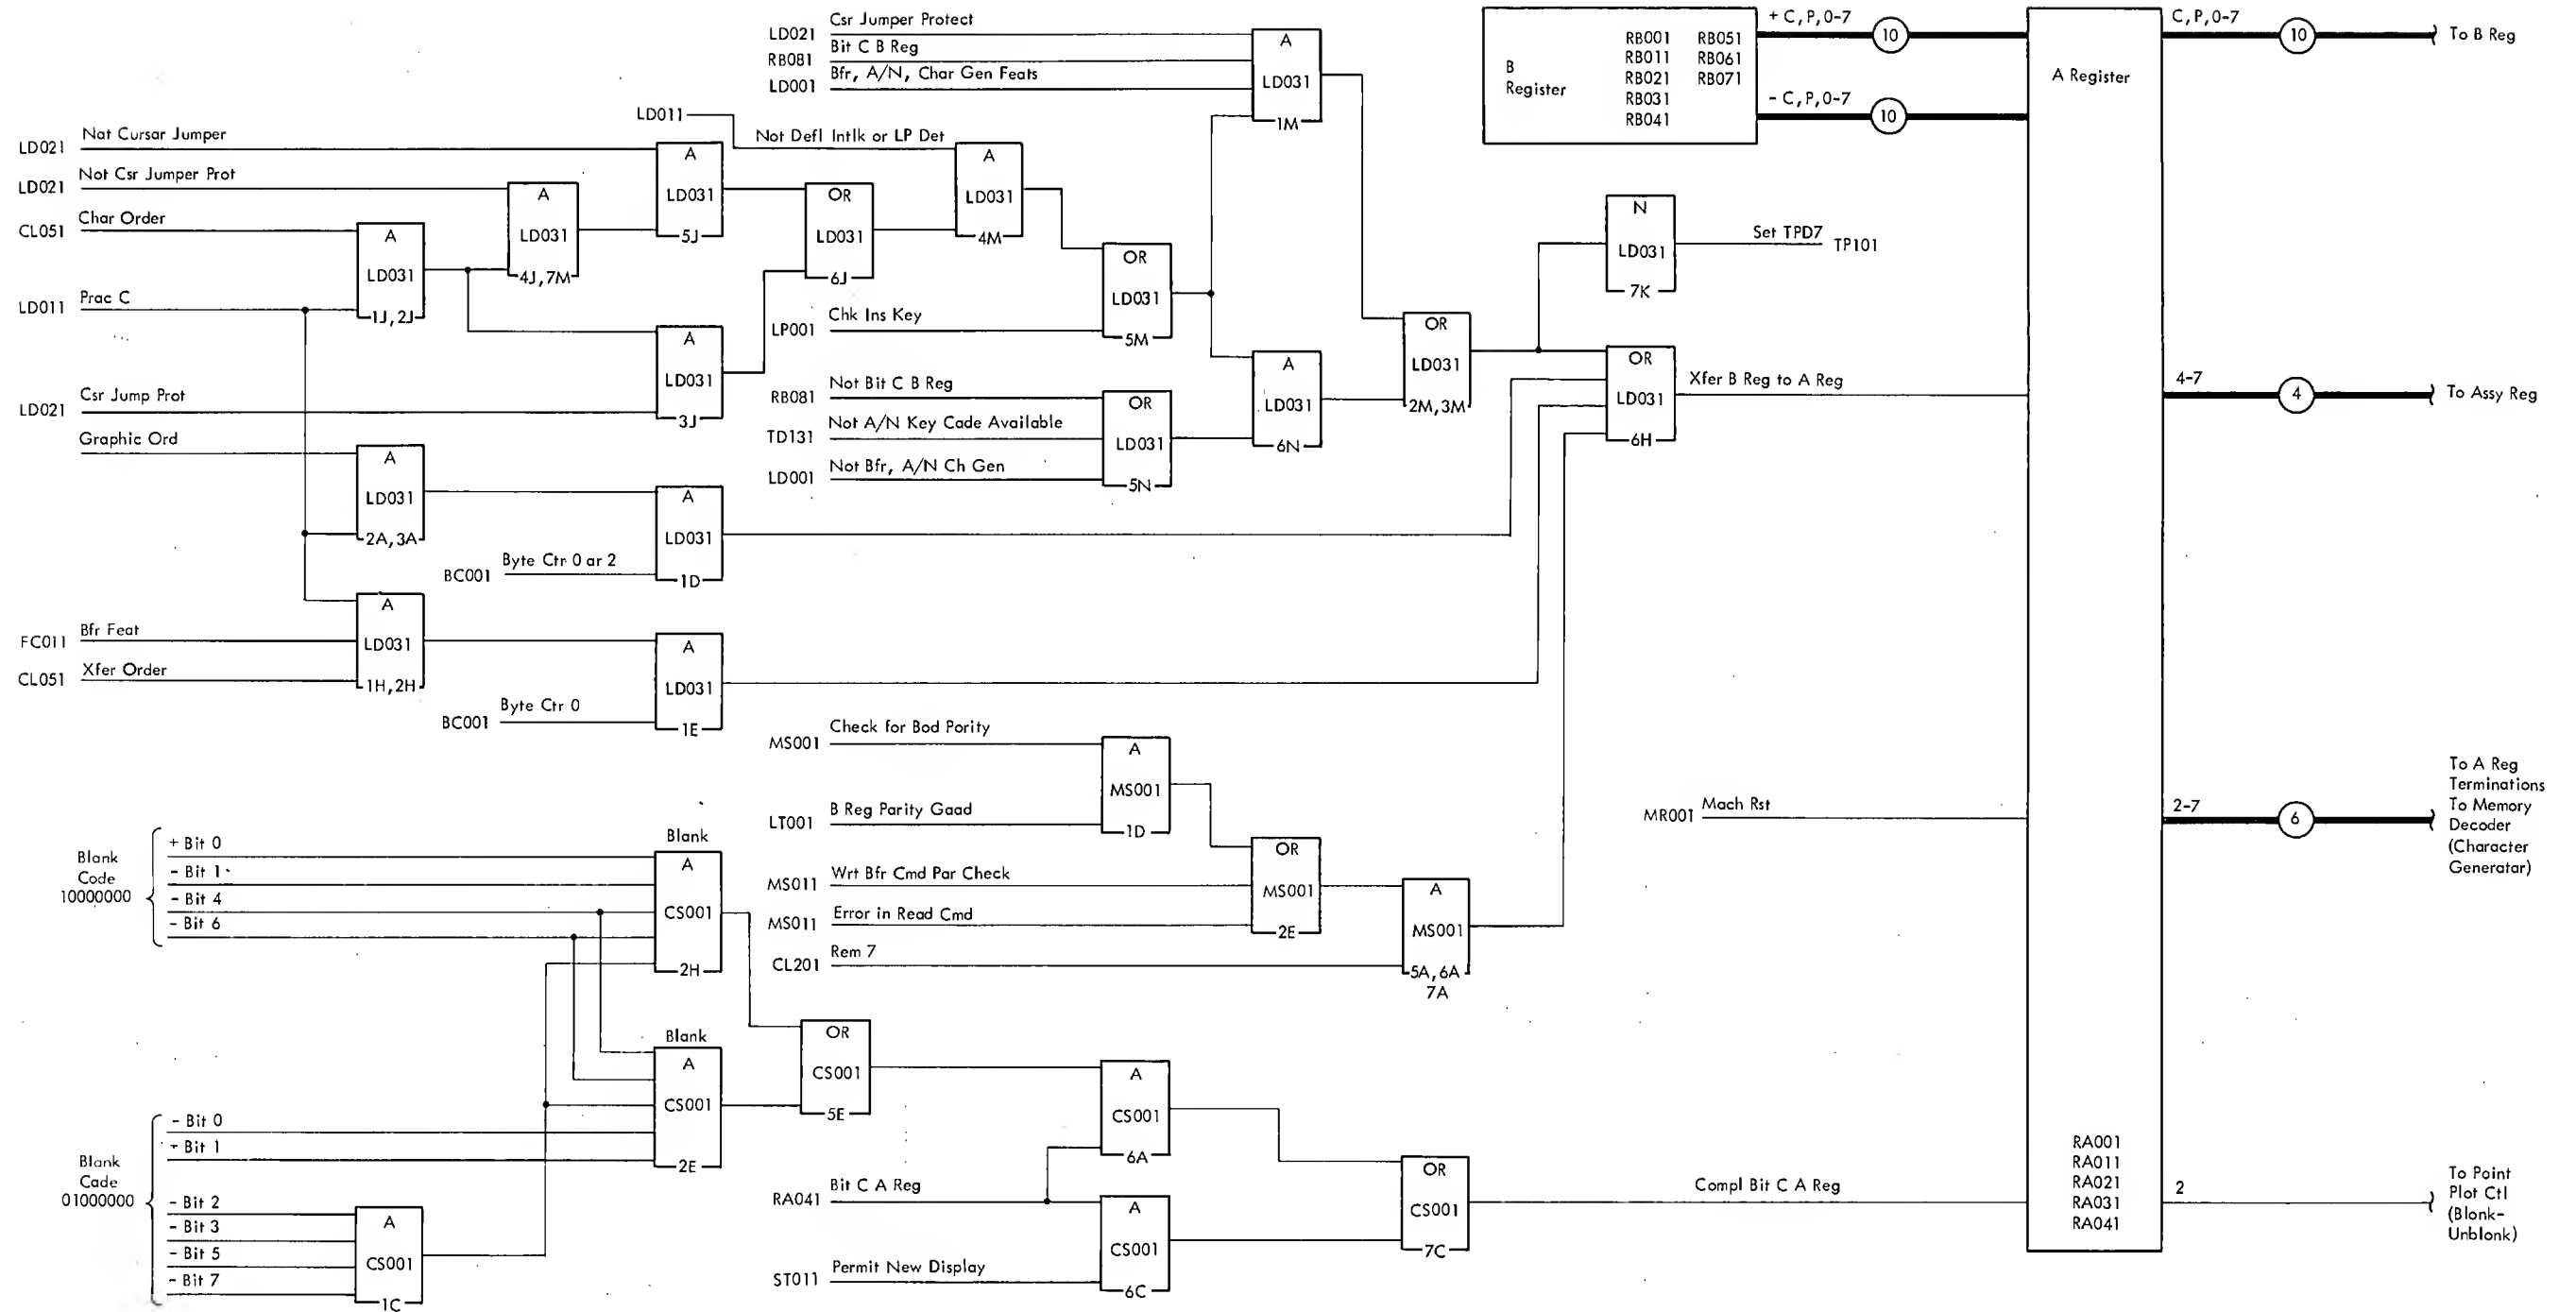 Csr Jumper Protect
LD021
Bit C B Reg
RB081
Bfr, A/N, Char Gen Feats
LD001
A
LD031
1M
B
Register
RB001 RB051
RB011 RB061
RB021 RB071
RB031
RB041
+ C,P,0-7
10
- C,P,0-7
10
A Register
C,P,0-7
10
To B Reg
LD011
Not Defl Intlk or LP Det
Nat Cursar Jumper
LD021
Not Csr Jumper Prot
LD021
Char Order
CL051
Prac C
LD011
A
LD031
1J,2J
A
LD031
4J,7M
A
LD031
5J
OR
LD031
6J
A
LD031
4M
OR
LD031
5M
Chk Ins Key
LP001
A
LD031
3J
Csr Jump Prot
LD021
Not Bit C B Reg
RB081
Not A/N Key Cade Available
TD131
Not Bfr, A/N Ch Gen
LD001
OR
LD031
5N
A
LD031
6N
OR
LD031
2M,3M
N
LD031
7K
Set TPD7
TP101
OR
LD031
6H
Xfer B Reg to A Reg
4-7
4
To Assy Reg
Graphic Ord
A
LD031
2A,3A
A
LD031
1D
Byte Ctr 0 ar 2
BC001
Bfr Feat
FC011
Xfer Order
CL051
A
LD031
1H,2H
A
LD031
1E
Byte Ctr 0
BC001
Check for Bod Pority
MS001
B Reg Parity Gaad
LT001
A
MS001
1D
Wrt Bfr Cmd Par Check
MS011
Error in Read Cmd
MS011
OR
MS001
2E
Rem 7
CL201
A
MS001
5A,6A
7A
Mach Rst
MR001
2-7
6
To A Reg
Terminations
To Memory
Decoder
(Character
Generatar)
Blank
Code
10000000
+ Bit 0
- Bit 1
- Bit 4
- Bit 6
Blank
A
CS001
2H
Blank
A
CS001
2E
OR
CS001
5E
Blank
Cade
01000000
- Bit 0
+ Bit 1
- Bit 2
- Bit 3
- Bit 5
- Bit 7
A
CS001
1C
A
CS001
6A
Bit C A Reg
RA041
A
CS001
6C
Permit New Display
ST011
OR
CS001
7C
Compl Bit C A Reg
RA001
RA011
RA021
RA031
RA041
2
To Point
Plot Ctl
(Blonk-
Unblonk)